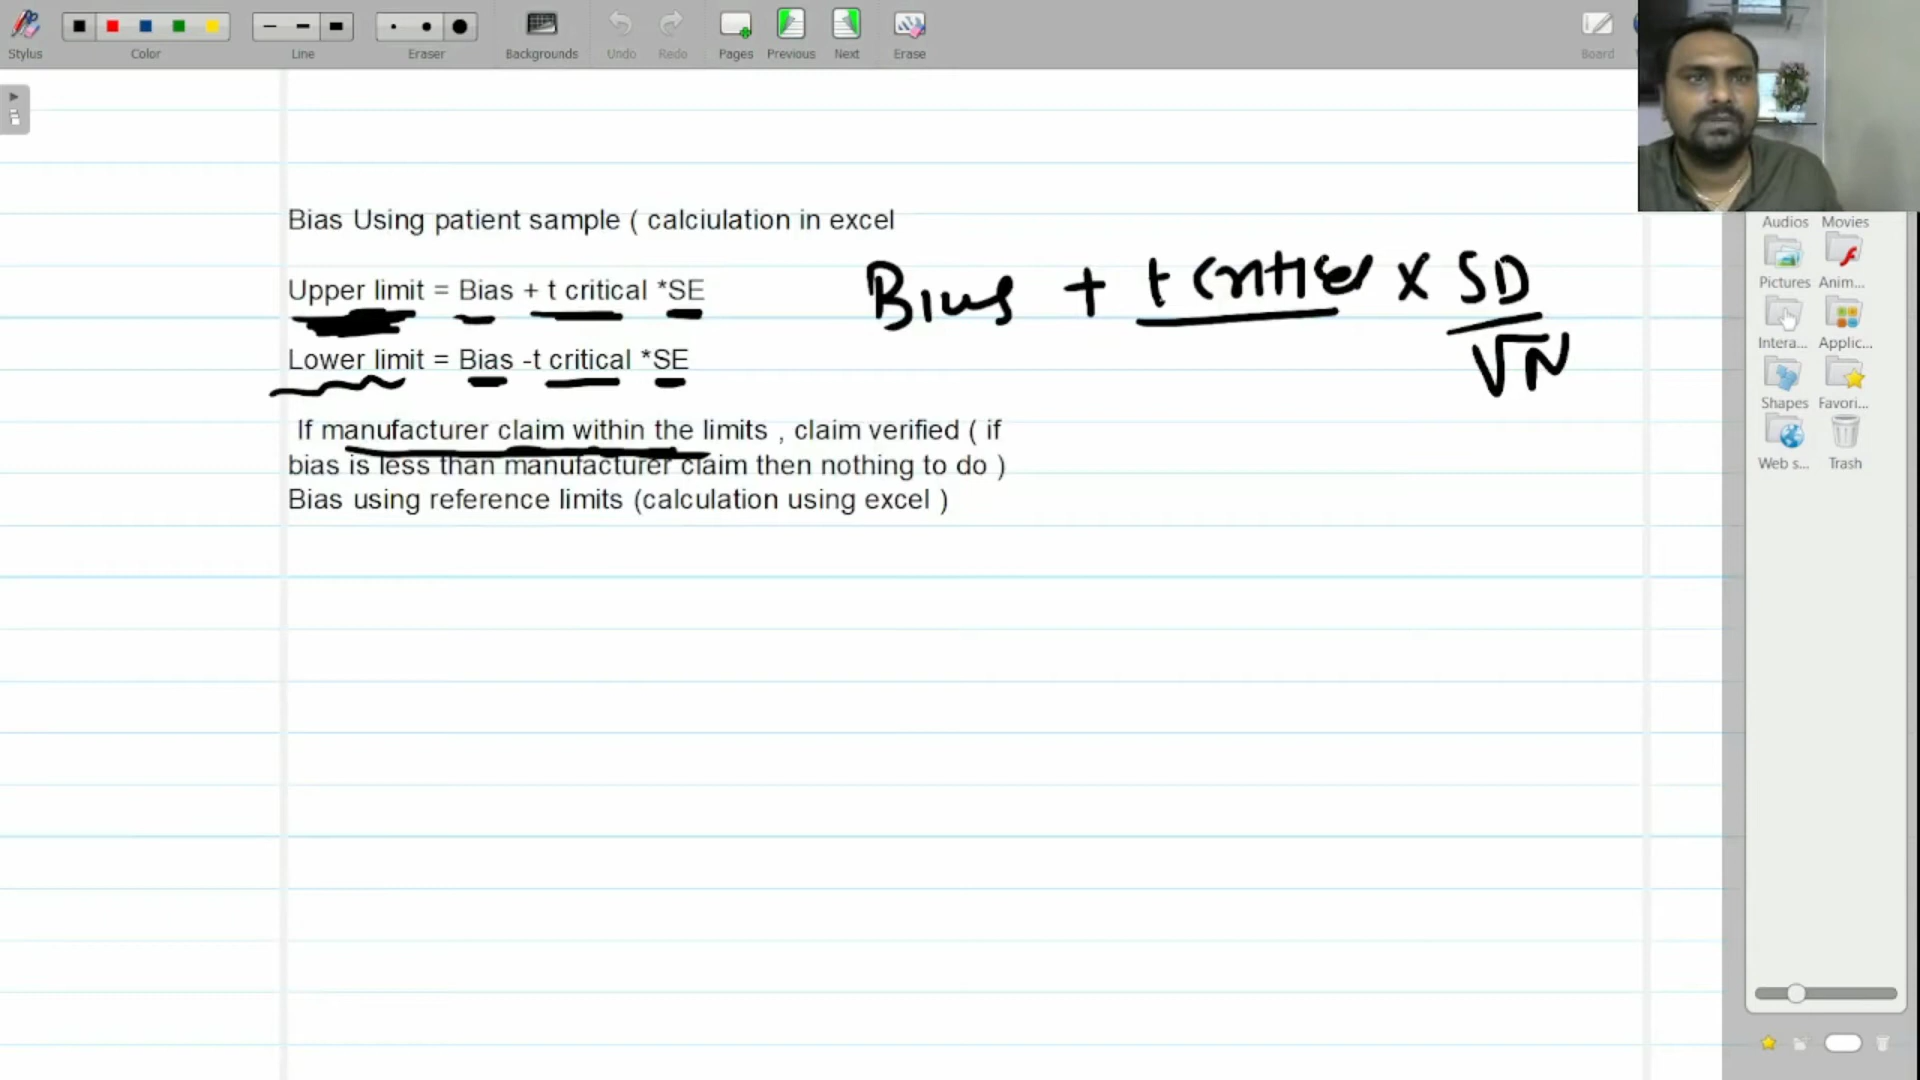 Stylus
Color
Line
Eraser
Backgrounds
Undo
Redo
Pages
Previous
Next
Erase
Board
Bias Using patient sample ( calciulation in excel
Upper limit = Bias + t critical *SE
Lower limit = Bias -t critical *SE
If manufacturer claim within the limits , claim verified ( if
bias is less than manufacturer claim then nothing to do )
Bias using reference limits (calculation using excel )
Bias + t critical x SD
√N
Audios Movies
Pictures Anim...
Intera... Applic...
Shapes Favori...
Web s... Trash